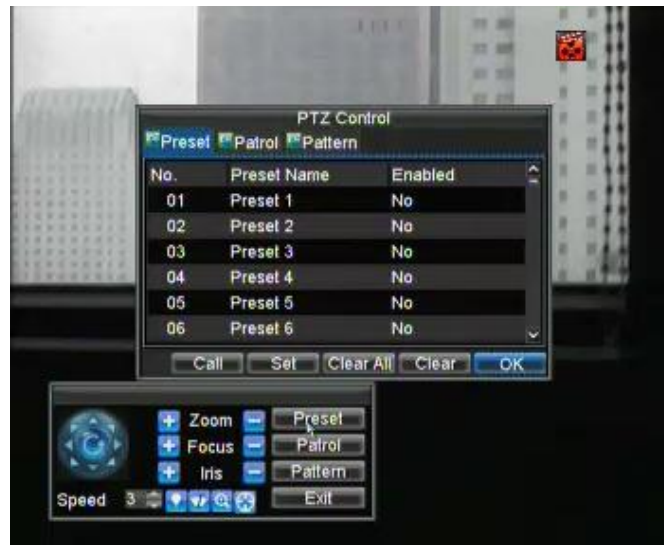 PTZ Control
Preset Patrol Pattern
No. Preset Name Enabled
01 Preset 1 No
02 Preset 2 No
03 Preset 3 No
04 Preset 4 No
05 Preset 5 No
06 Preset 6 No
Call Set Clear All Clear OK
Zoom Preset
Focus Patrol
Iris Pattern
Speed 3 Exit